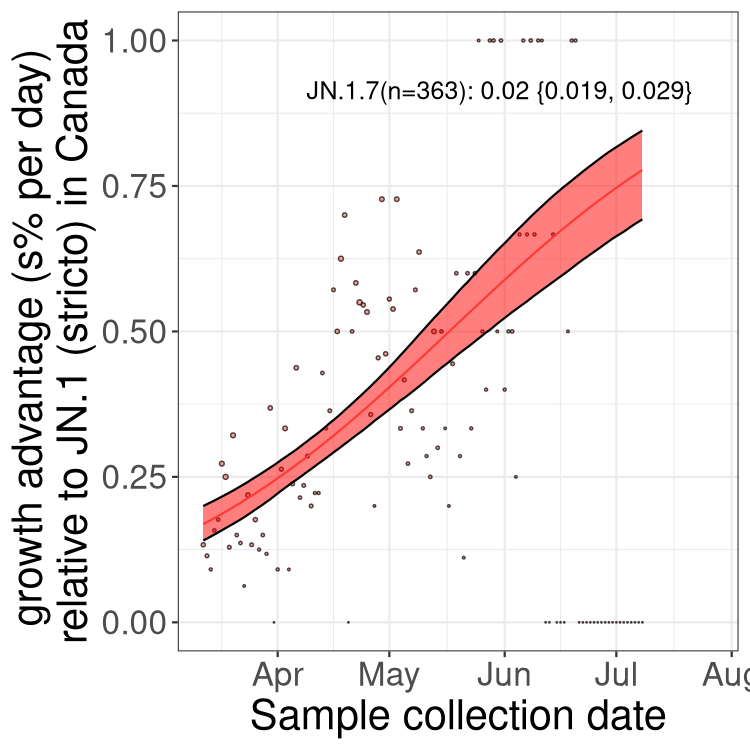 growth advantage (s% per day)
relative to JN.1 (stricto) in Canada
1.00
0.75
0.50
0.25
0.00
JN.1.7(n=363): 0.02 {0.019, 0.029}
Apr May Jun Jul Aug
Sample collection date